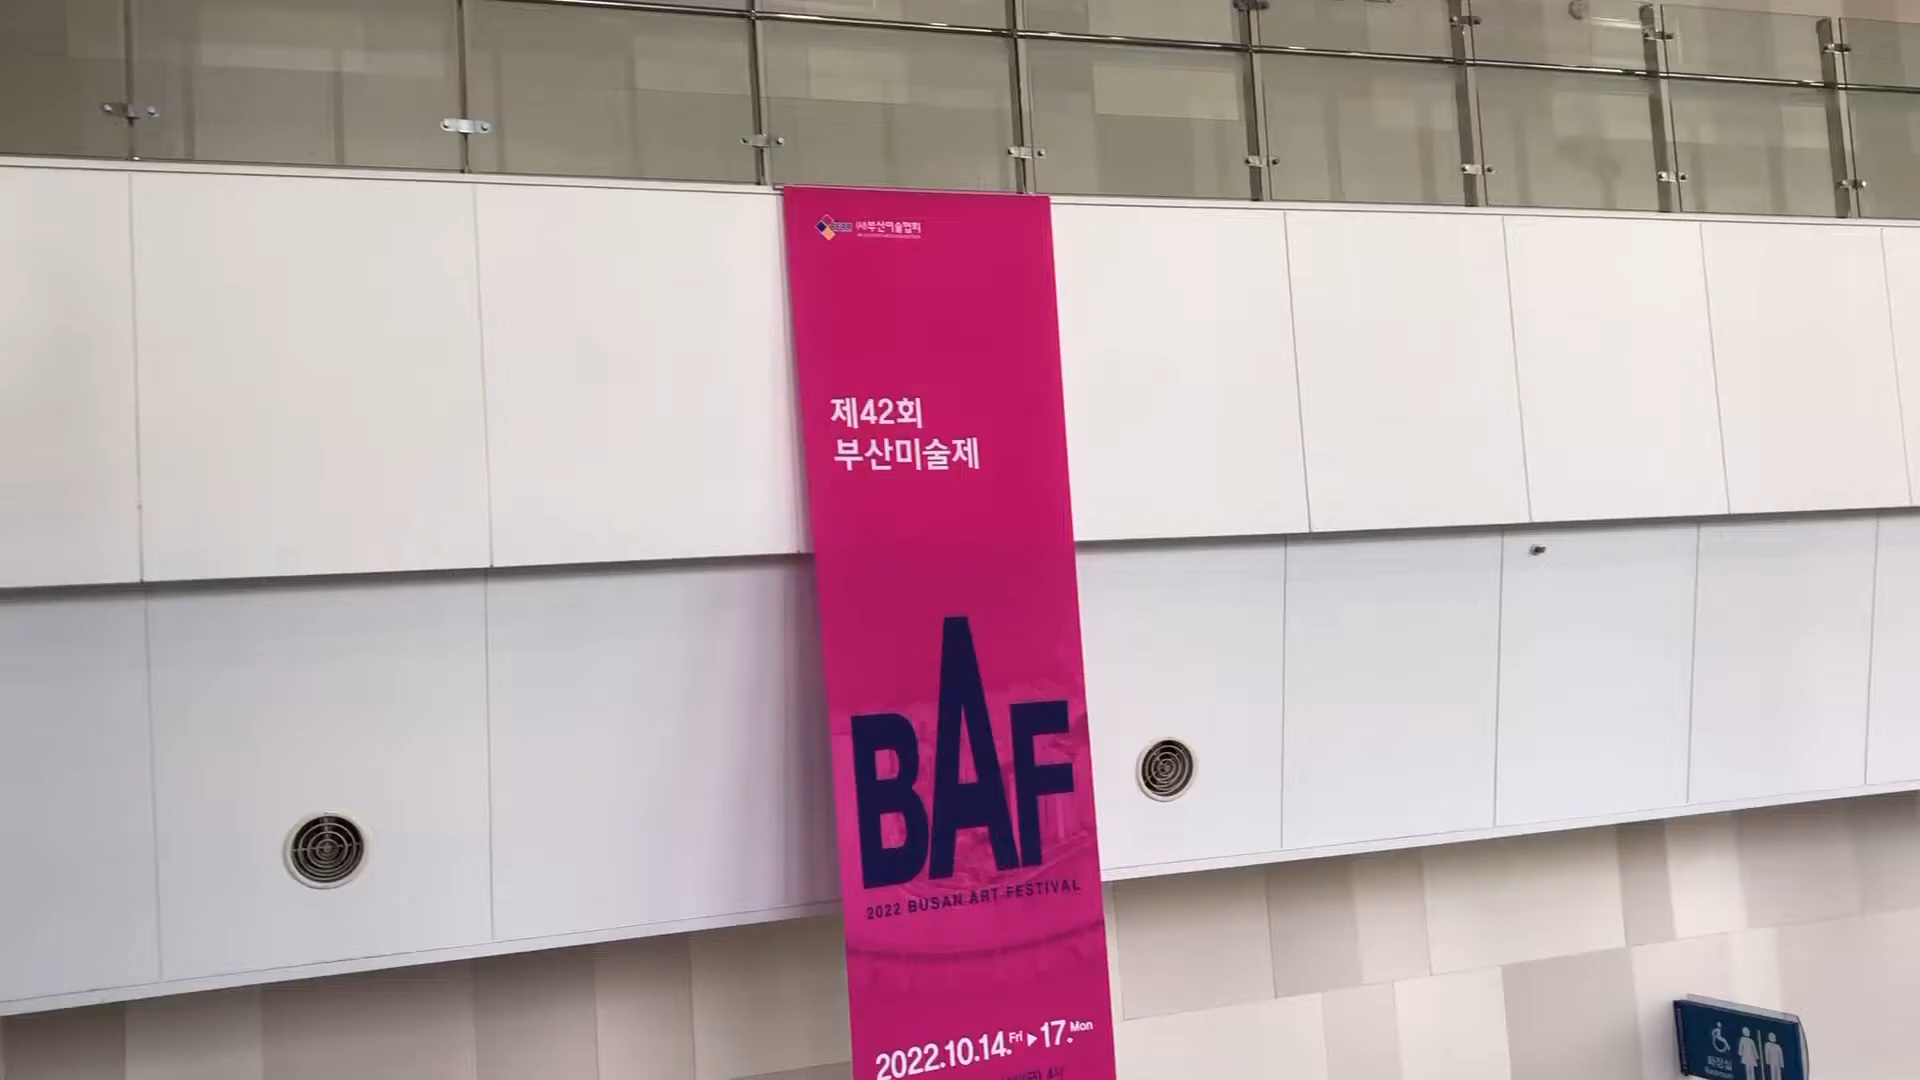 (사)부산미술협회
제42회
부산미술제
BAF
2022 BUSAN ART FESTIVAL
2022.10.14.Fri ▸ 17.Mon
화장실
Restroom